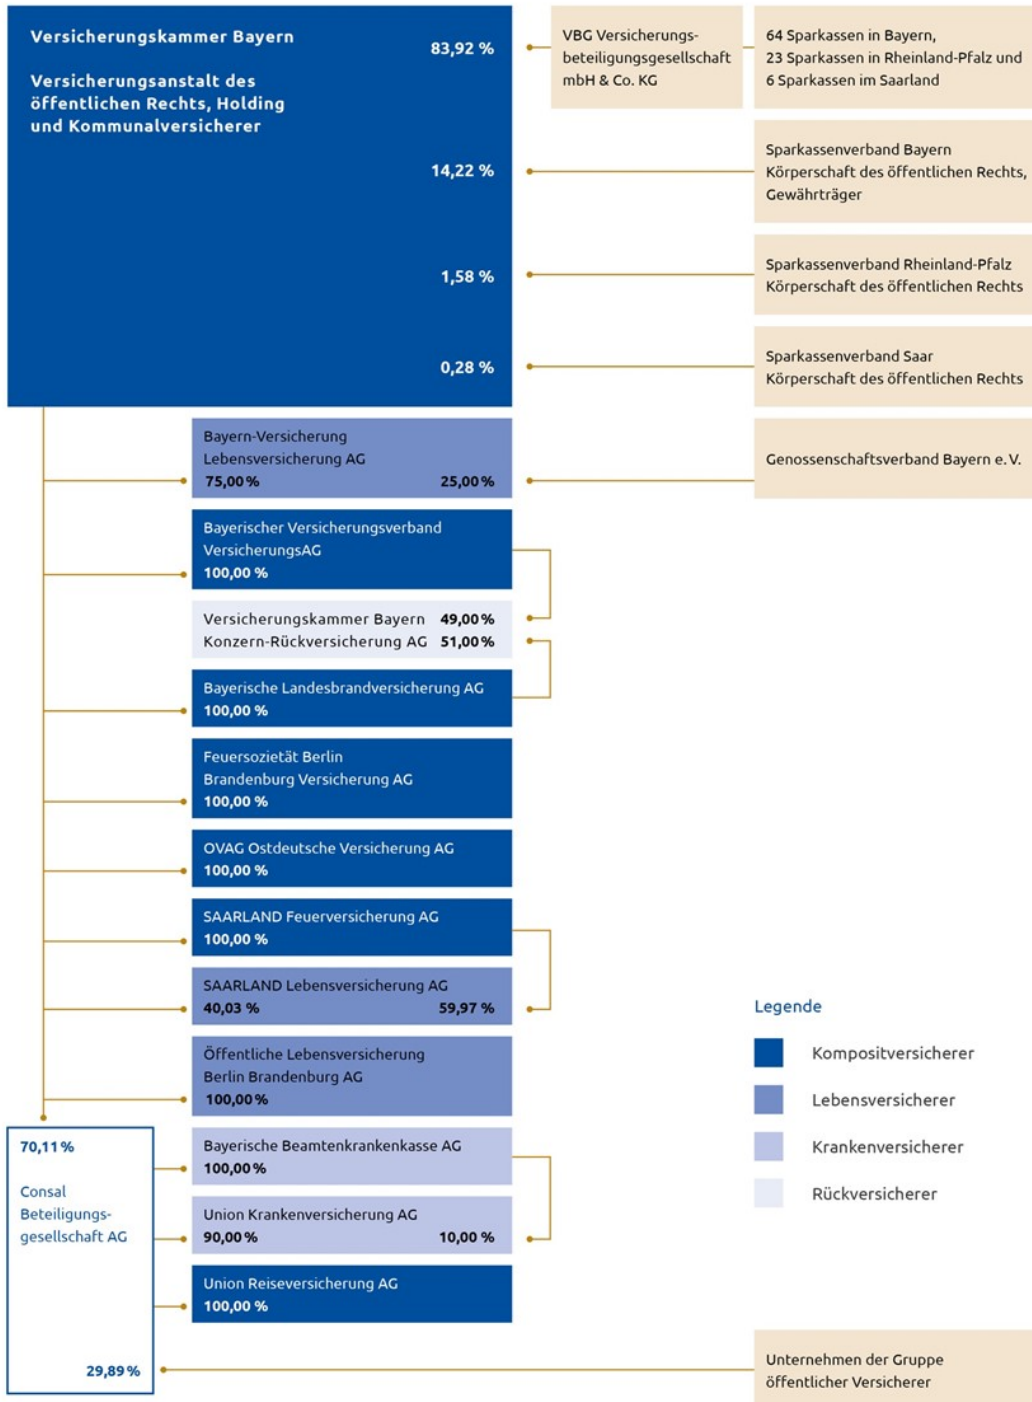 Versicherungskammer Bayern
83,92 %
Versicherungsanstalt des
öffentlichen Rechts, Holding
und Kommunalversicherer
14,22 %
1,58 %
0,28 %
VBG Versicherungs-
beteiligungsgesellschaft
mbH & Co. KG
64 Sparkassen in Bayern,
23 Sparkassen in Rheinland-Pfalz und
6 Sparkassen im Saarland
Sparkassenverband Bayern
Körperschaft des öffentlichen Rechts,
Gewährträger
Sparkassenverband Rheinland-Pfalz
Körperschaft des öffentlichen Rechts
Sparkassenverband Saar
Körperschaft des öffentlichen Rechts
Bayern-Versicherung
Lebensversicherung AG
75,00 % 25,00 %
Genossenschaftsverband Bayern e. V.
Bayerischer Versicherungsverband
VersicherungsAG
100,00 %
Versicherungskammer Bayern 49,00 %
Konzern-Rückversicherung AG 51,00 %
Bayerische Landesbrandversicherung AG
100,00 %
Feuersozietät Berlin
Brandenburg Versicherung AG
100,00 %
OVAG Ostdeutsche Versicherung AG
100,00 %
SAARLAND Feuerversicherung AG
100,00 %
SAARLAND Lebensversicherung AG
40,03 % 59,97 %
Öffentliche Lebensversicherung
Berlin Brandenburg AG
100,00 %
70,11 %
Consal
Beteiligungs-
gesellschaft AG
29,89 %
Bayerische Beamtenkrankenkasse AG
100,00 %
Union Krankenversicherung AG
90,00 % 10,00 %
Union Reiseversicherung AG
100,00 %
Legende
Kompositversicherer
Lebensversicherer
Krankenversicherer
Rückversicherer
Unternehmen der Gruppe
öffentlicher Versicherer